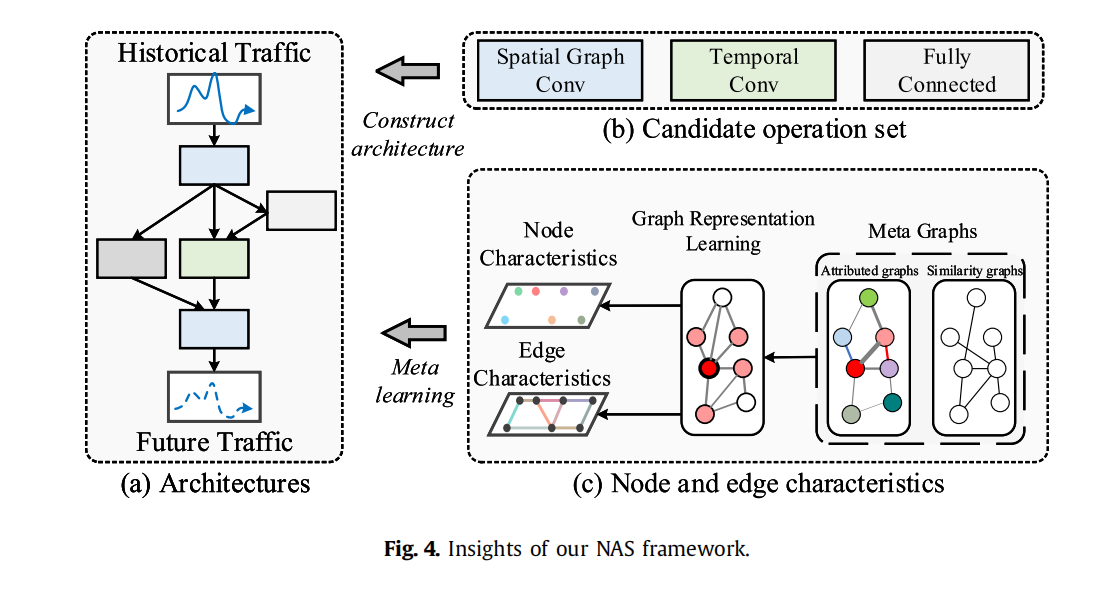 Historical Traffic
Future Traffic
(a) Architectures
Construct
architecture
Meta
learning
Spatial Graph
Conv
Temporal
Conv
Fully
Connected
(b) Candidate operation set
Node
Characteristics
Edge
Characteristics
Graph Representation
Learning
Meta Graphs
Attributed graphs
Similarity graphs
(c) Node and edge characteristics
Fig. 4. Insights of our NAS framework.